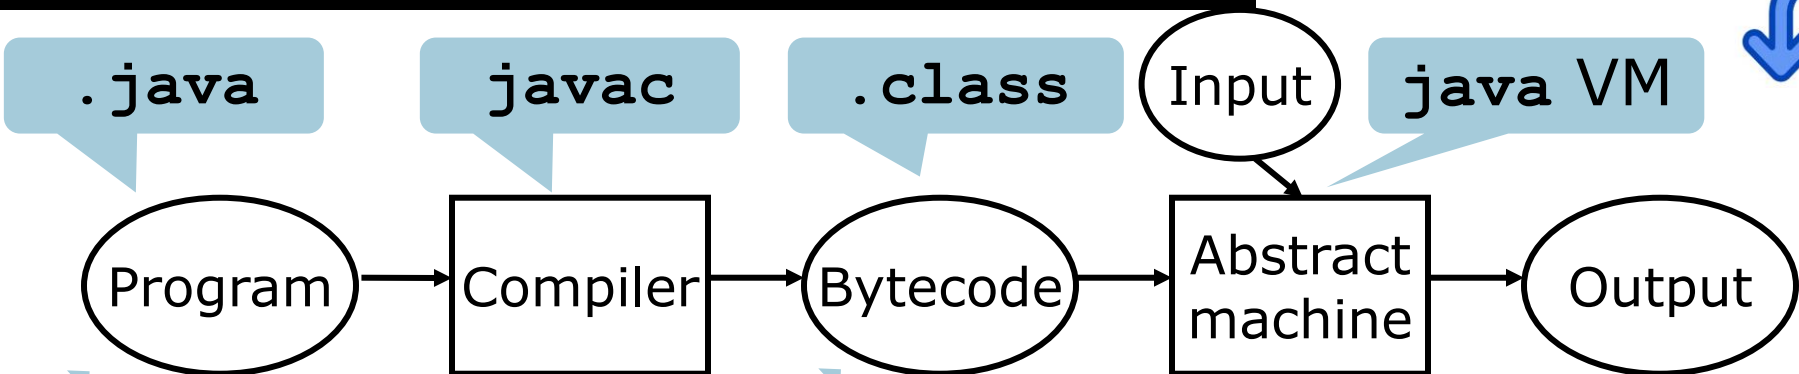 .java
javac
.class
Input
java VM
Program
Compiler
Bytecode
Abstract
machine
Output